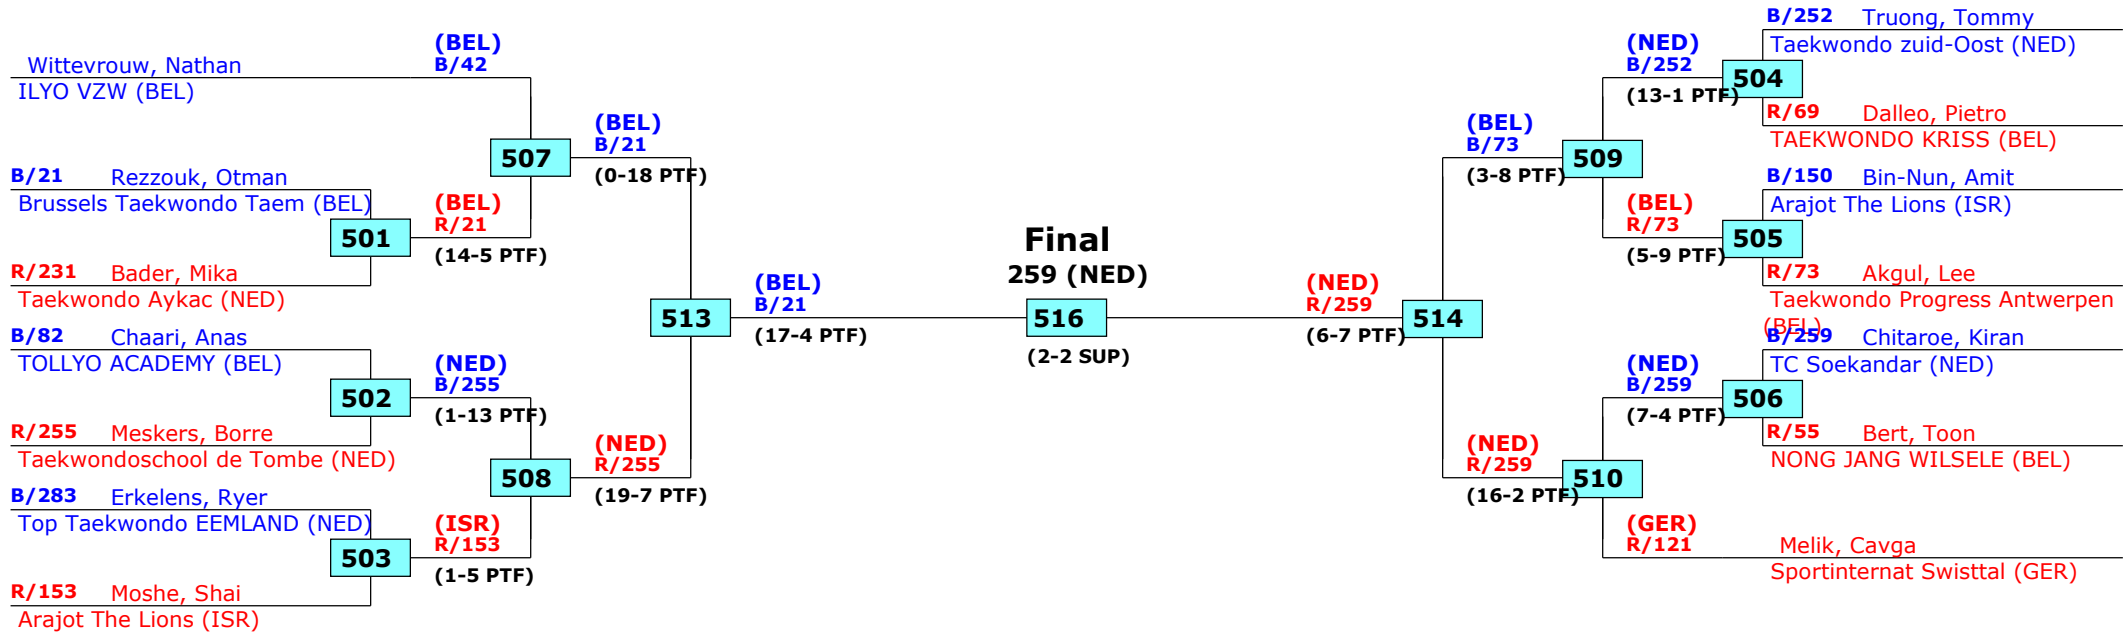 (BEL)
Wittevrouw, Nathan B/42
ILYO VZW (BEL)
507
(BEL)
B/21
(0-18 PTF)
B/21 Rezzouk, Otman
Brussels Taekwondo Taem (BEL)
501
(BEL)
R/21
(14-5 PTF)
R/231 Bader, Mika
Taekwondo Aykac (NED)
513
(BEL)
B/21
(17-4 PTF)
B/82 Chaari, Anas
TOLLYO ACADEMY (BEL)
502
(NED)
B/255
(1-13 PTF)
R/255 Meskers, Borre
Taekwondoschool de Tombe (NED)
508
(NED)
R/255
(19-7 PTF)
B/283 Erkelens, Ryer
Top Taekwondo EEMLAND (NED)
503
(ISR)
R/153
(1-5 PTF)
R/153 Moshe, Shai
Arajot The Lions (ISR)
Final
259 (NED)
516
(2-2 SUP)
B/252 Truong, Tommy
Taekwondo zuid-Oost (NED)
(NED)
B/252
504
(13-1 PTF)
R/69 Dalleo, Pietro
TAEKWONDO KRISS (BEL)
(BEL)
B/73
509
(3-8 PTF)
B/150 Bin-Nun, Amit
Arajot The Lions (ISR)
(BEL)
R/73
505
(5-9 PTF)
R/73 Akgul, Lee
Taekwondo Progress Antwerpen
(BEL)
(NED)
R/259
514
(6-7 PTF)
B/259 Chitaroe, Kiran
TC Soekandar (NED)
(NED)
B/259
506
(7-4 PTF)
R/55 Bert, Toon
NONG JANG WILSELE (BEL)
(NED)
R/259
510
(16-2 PTF)
(GER)
R/121 Melik, Cavga
Sportinternat Swisttal (GER)